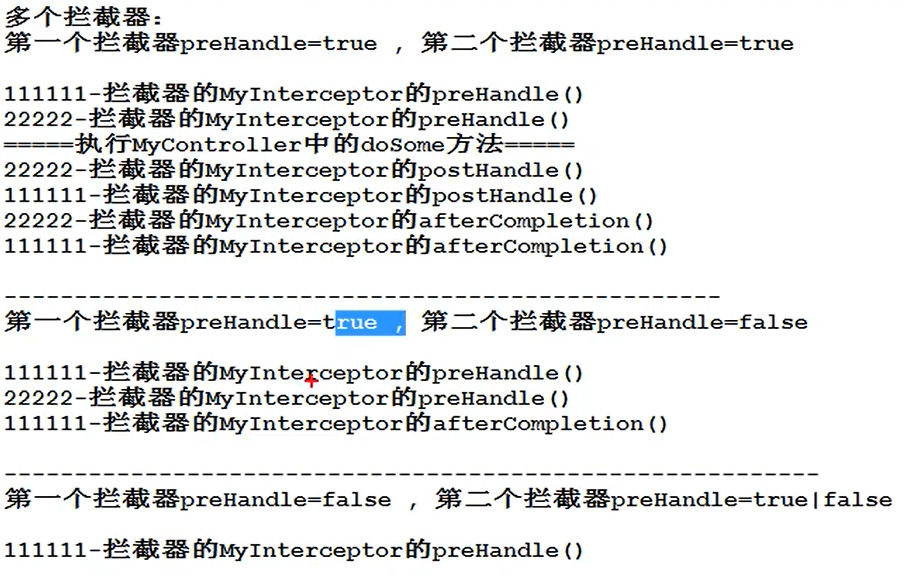 多个拦截器：
第一个拦截器preHandle=true , 第二个拦截器preHandle=true
111111-拦截器的MyInterceptor的preHandle()
22222-拦截器的MyInterceptor的preHandle()
=====执行MyController中的doSome方法=====
22222-拦截器的MyInterceptor的postHandle()
111111-拦截器的MyInterceptor的postHandle()
22222-拦截器的MyInterceptor的afterCompletion()
111111-拦截器的MyInterceptor的afterCompletion()
---------------------------------------------------
第一个拦截器preHandle=true , 第二个拦截器preHandle=false
111111-拦截器的MyInterceptor的preHandle()
22222-拦截器的MyInterceptor的preHandle()
111111-拦截器的MyInterceptor的afterCompletion()
----------------------------------------------------------
第一个拦截器preHandle=false , 第二个拦截器preHandle=true|false
111111-拦截器的MyInterceptor的preHandle()